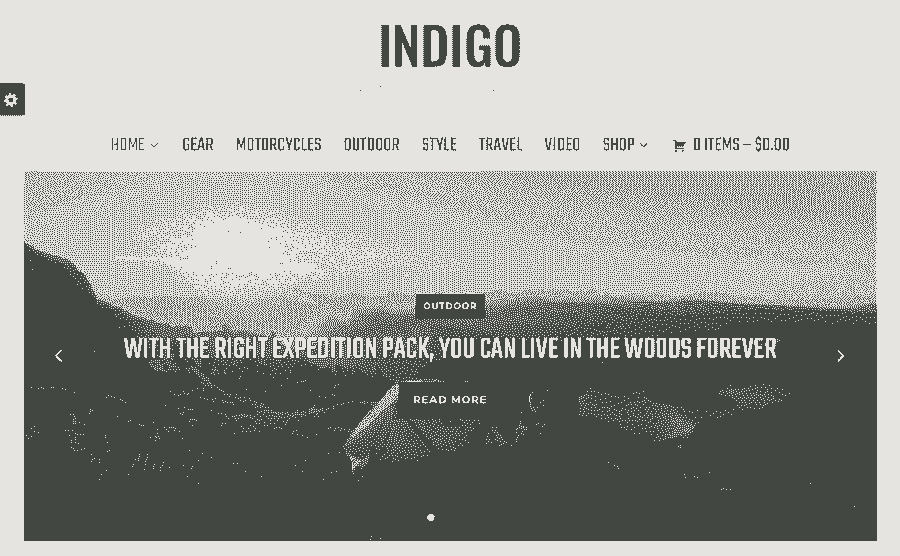 INDIGO
HOME GEAR MOTORCYCLES OUTDOOR STYLE TRAVEL VIDEO SHOP 0 ITEMS – $0.00
OUTDOOR
WITH THE RIGHT EXPEDITION PACK, YOU CAN LIVE IN THE WOODS FOREVER
READ MORE